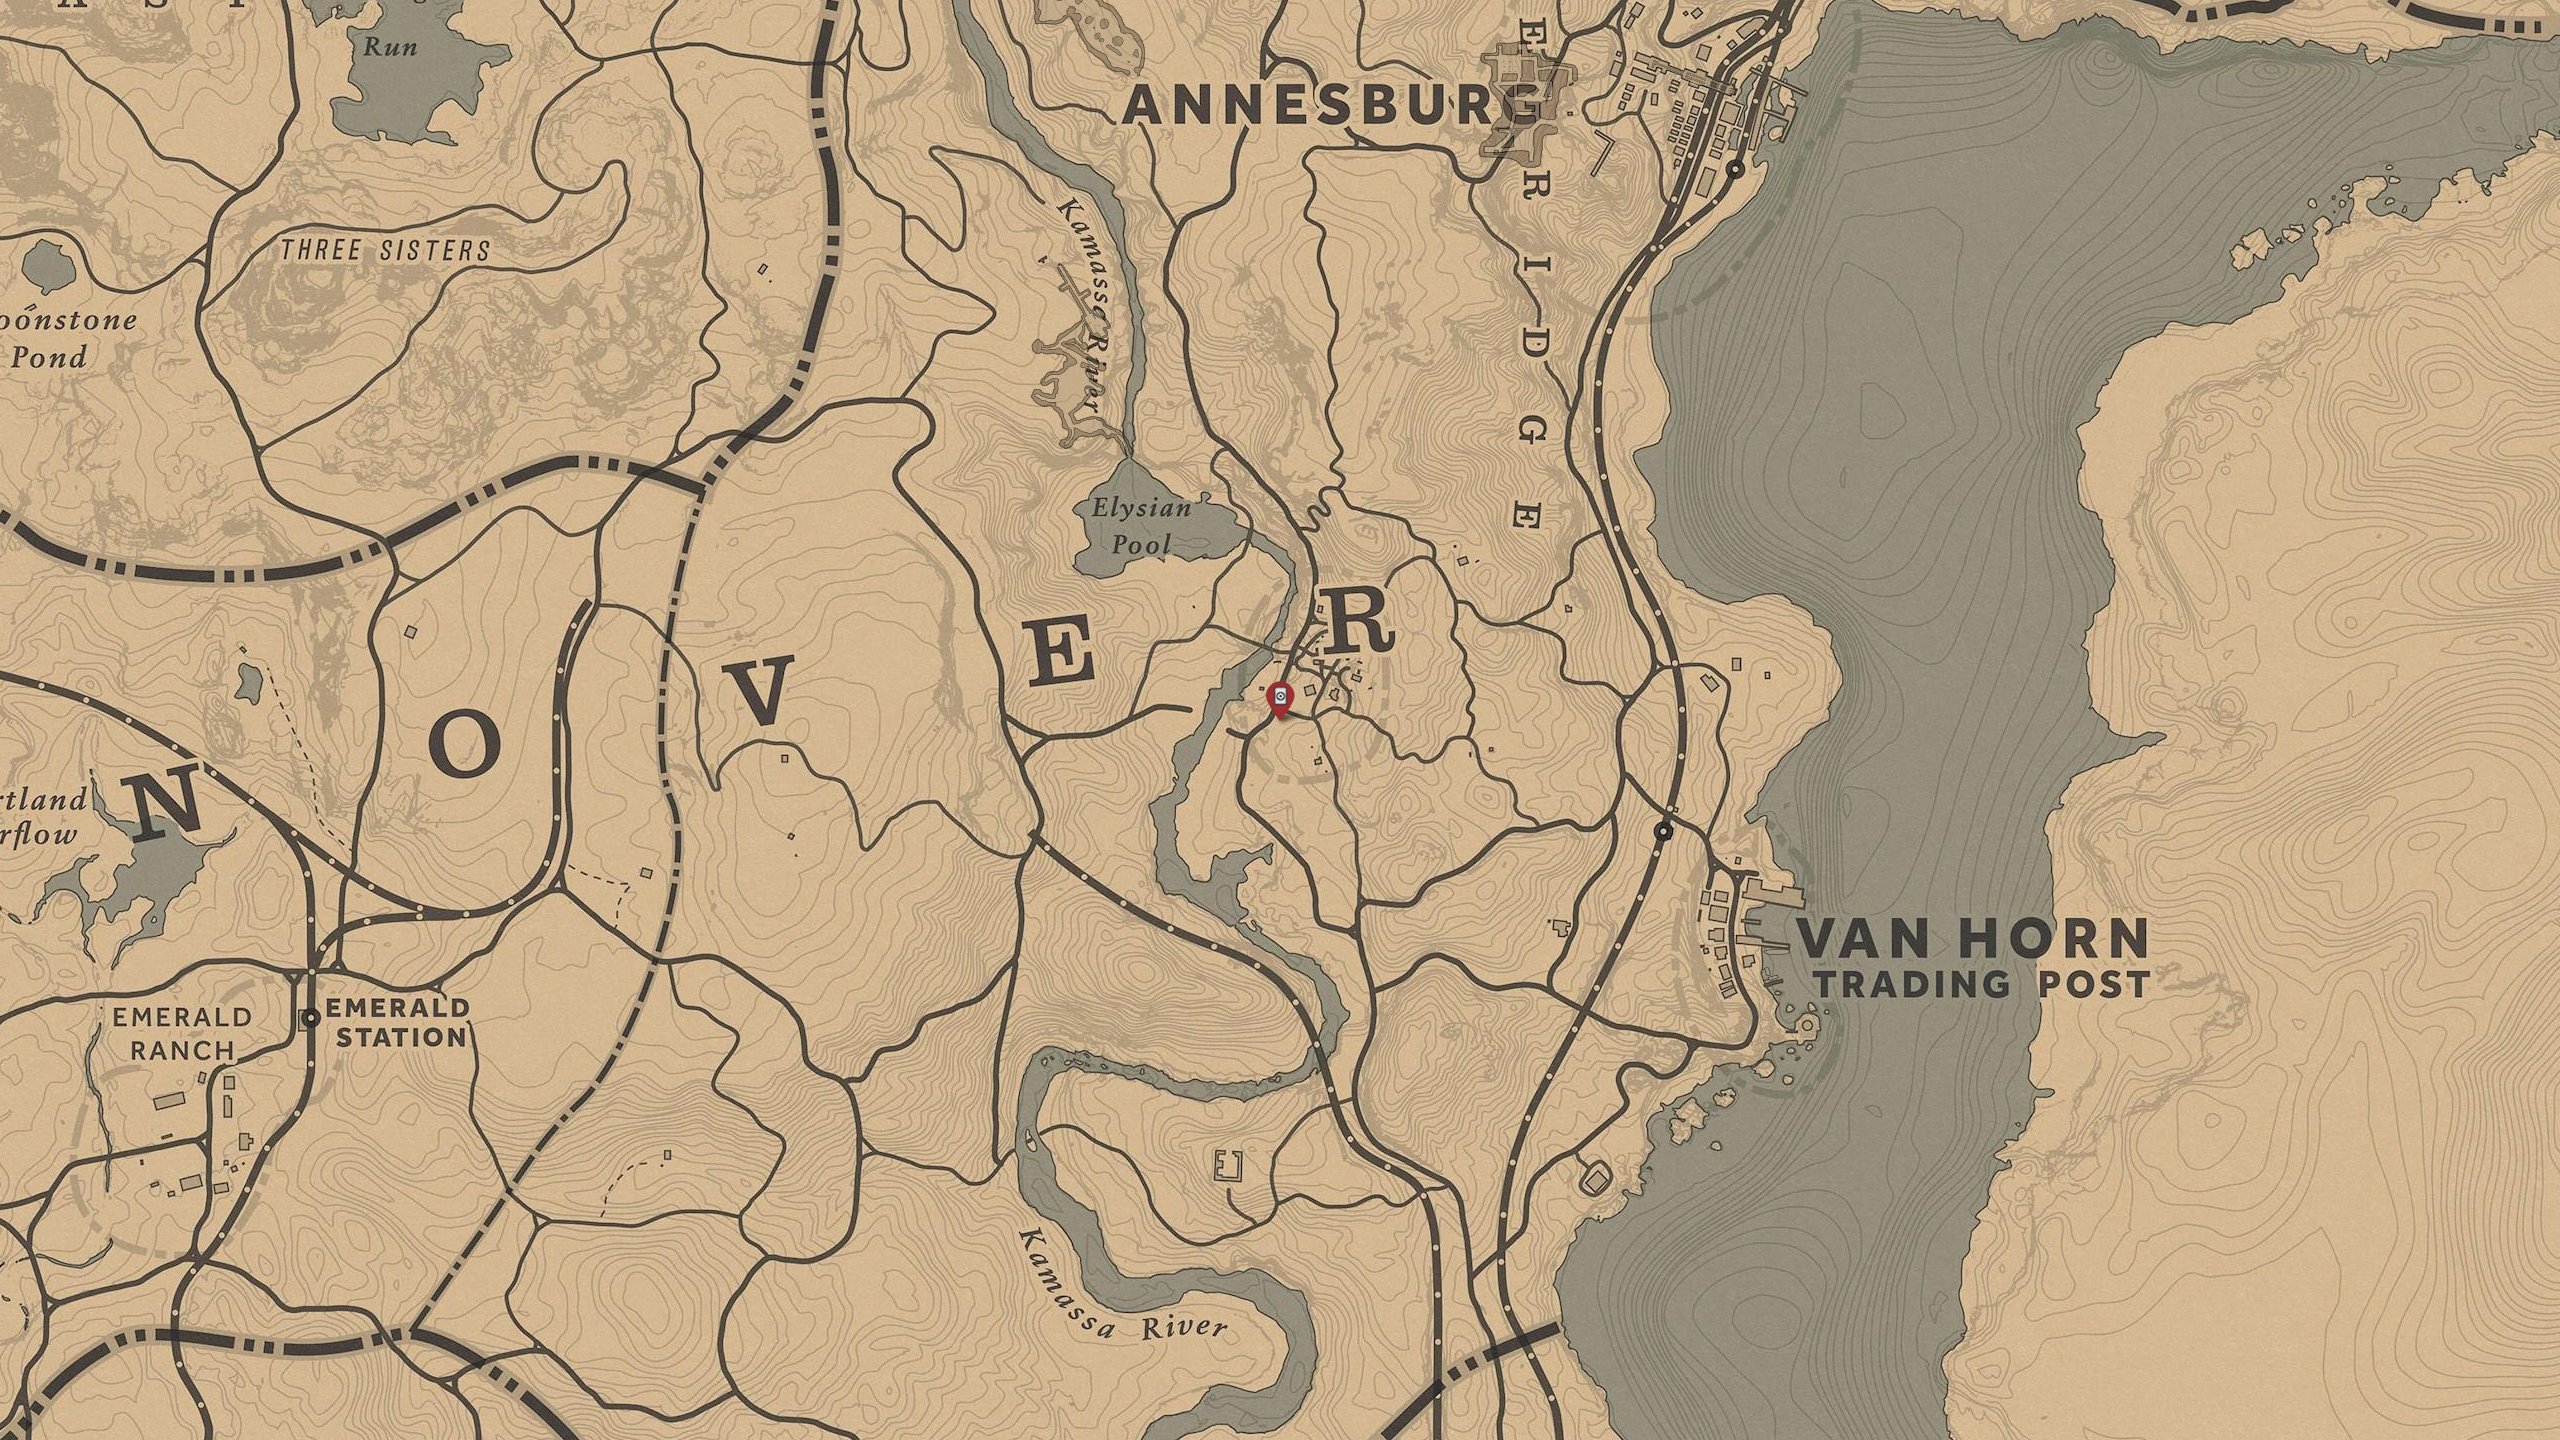 Run
ANNESBURG
E
R
I
D
G
E
THREE SISTERS
Kamassa River
Pond
Elysian
Pool
N
O
V
E
R
VAN HORN
TRADING POST
EMERALD
RANCH
EMERALD
STATION
Kamassa River